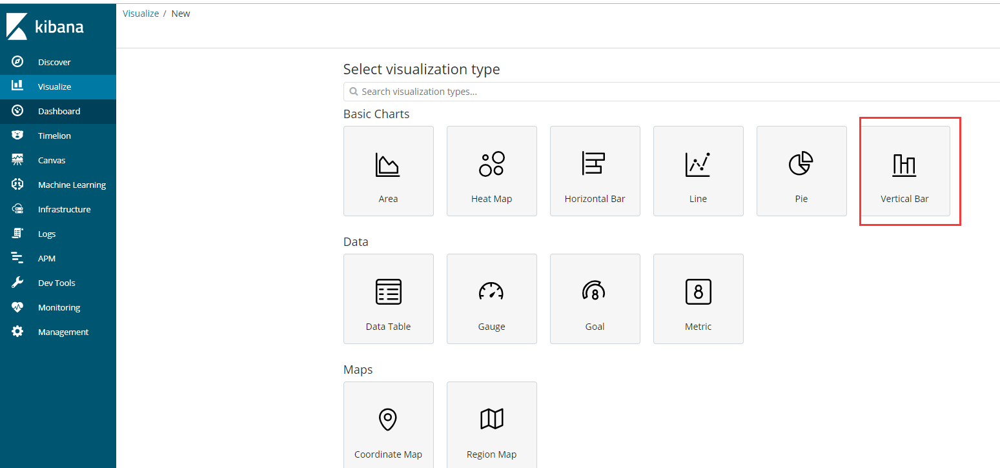 kibana
Discover
Visualize
Dashboard
Timelion
Canvas
Machine Learning
Infrastructure
Logs
APM
Dev Tools
Monitoring
Management
Visualize / New
Select visualization type
Search visualization types...
Basic Charts
Area
Heat Map
Horizontal Bar
Line
Pie
Vertical Bar
Data
Data Table
Gauge
8
Goal
8
Metric
Maps
Coordinate Map
Region Map